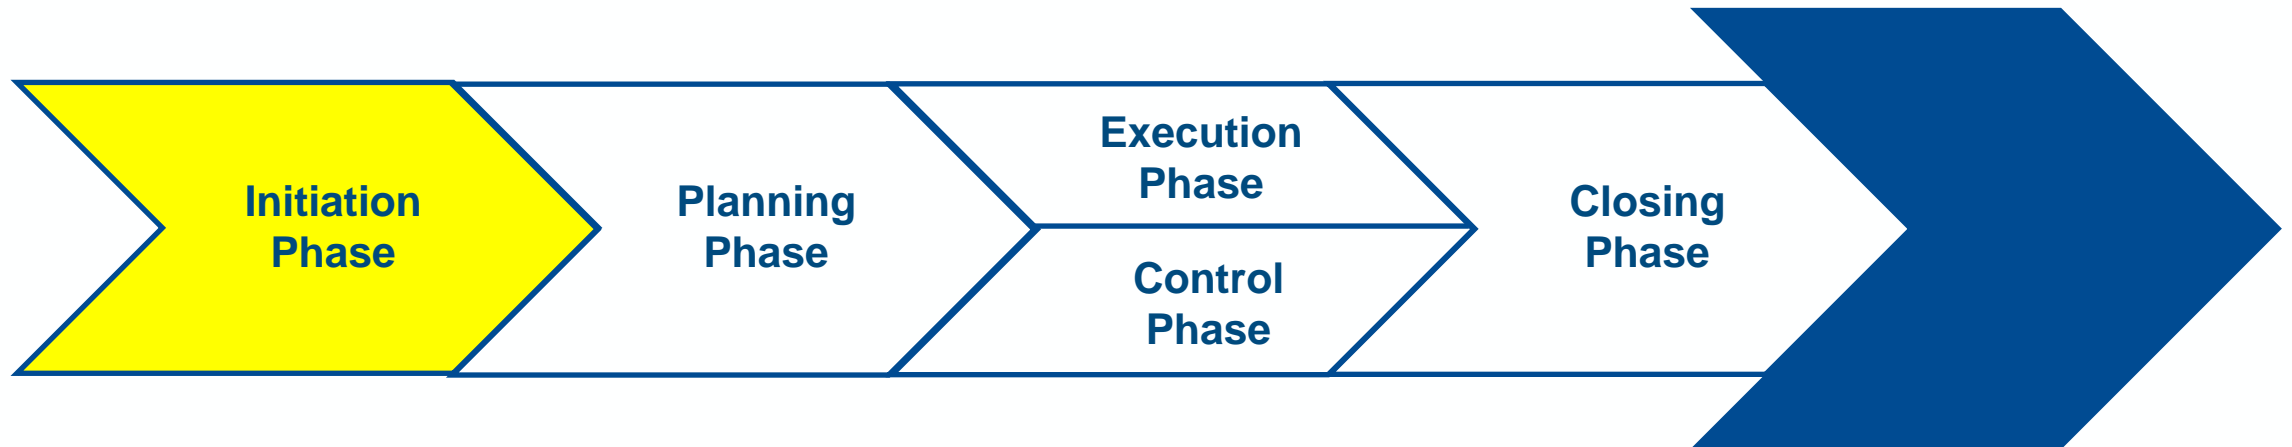 Initiation
Phase
Planning
Phase
Execution
Phase
Control
Phase
Closing
Phase